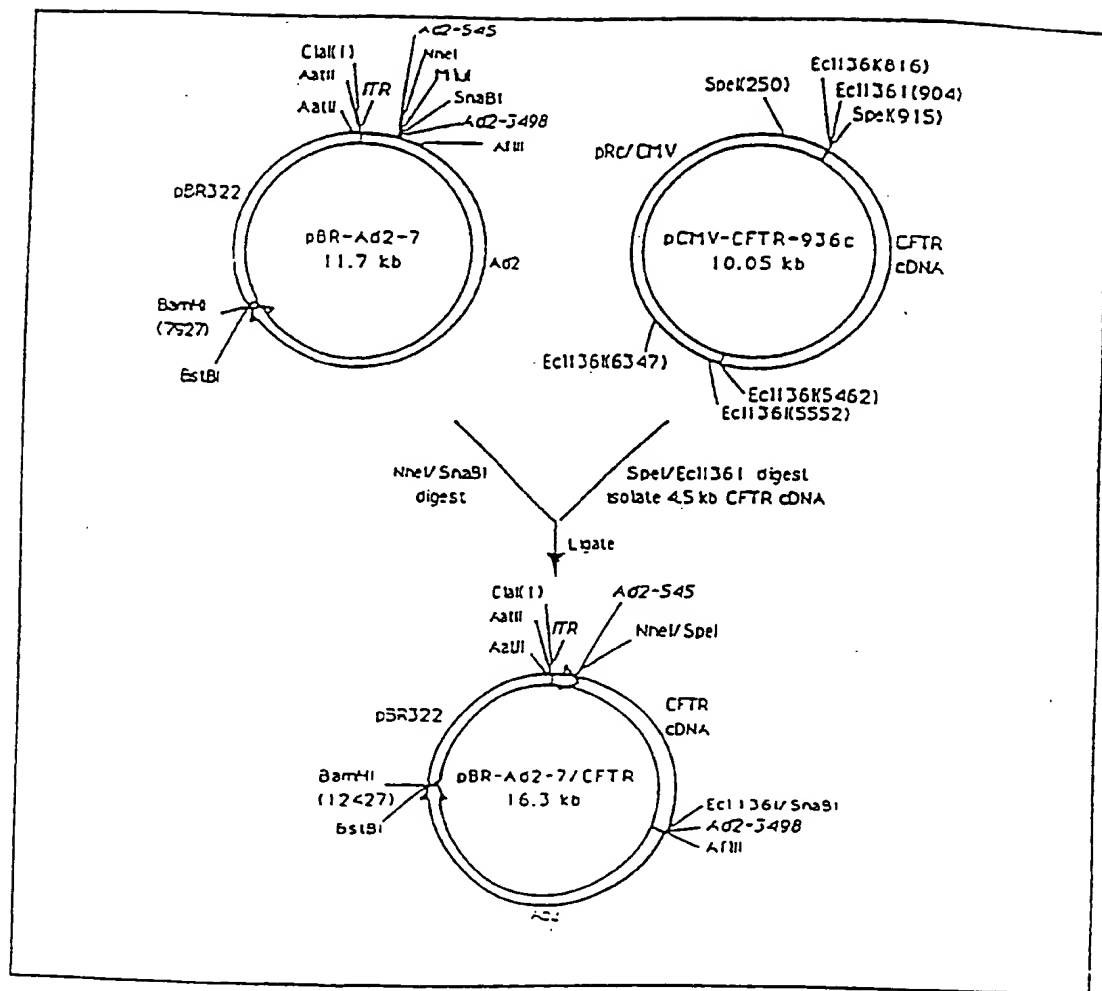 Ad2-545
ClaI(1)
NheI
AatII
ITR
MluI
SnaBI
AatII
Ad2-3498
AflII
pBR322
pBR-Ad2-7
11.7 kb
Ad2
BamHI
(7927)
BstBI
Ecl136I(816)
SpeI(250)
Ecl136I(904)
SpeI(915)
pRc/CMV
pCMV-CFTR-936c
10.05 kb
CFTR
cDNA
Ecl136I(6347)
Ecl136I(5462)
Ecl136I(5552)
NheI/SnaBI
digest
SpeI/Ecl136I digest
isolate 4.5 kb CFTR cDNA
Ligate
ClaI(1)
Ad2-545
AatII
ITR
NheI/SpeI
AatII
pBR322
CFTR
cDNA
BamHI
(12427)
pBR-Ad2-7/CFTR
16.3 kb
BstBI
Ecl136I/SnaBI
Ad2-3498
AflII
Ad2